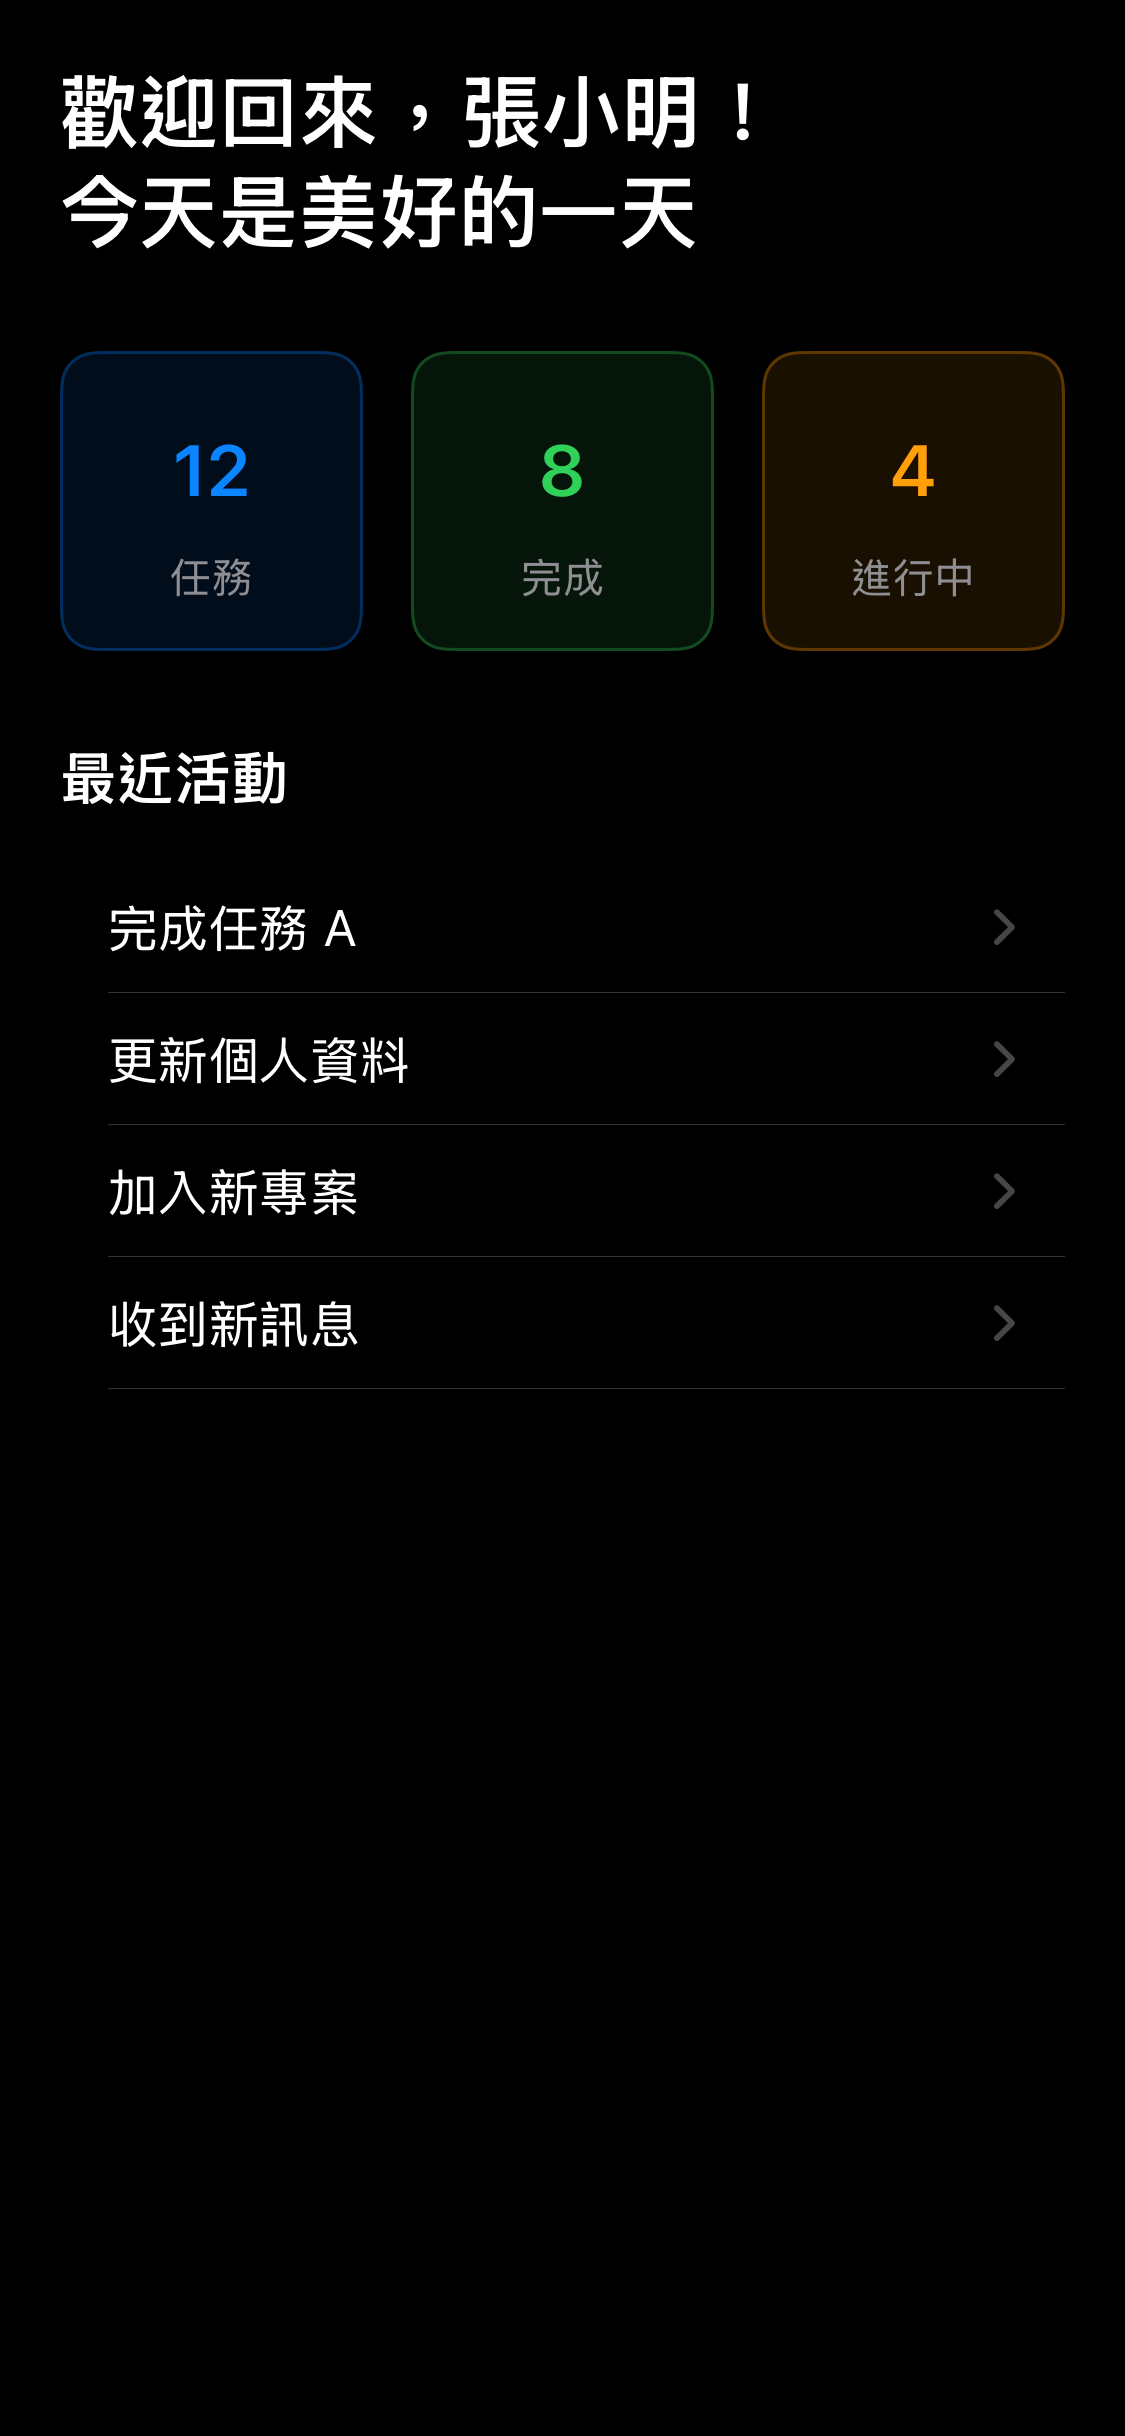 歡迎回來，張小明！
今天是美好的一天
12
8
4
任務
完成
進行中
最近活動
完成任務 A
更新個人資料
加入新專案
收到新訊息